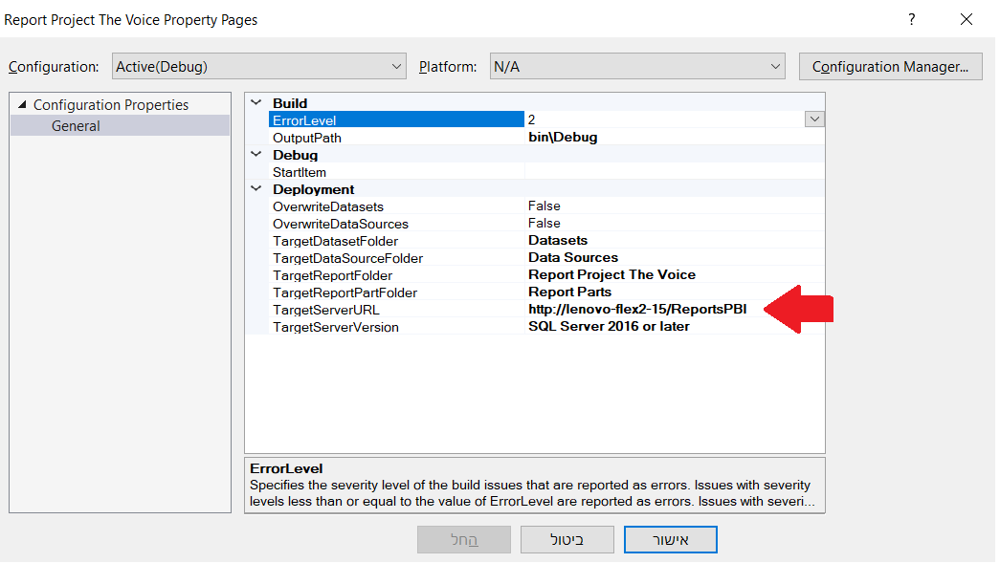 Report Project The Voice Property Pages ?
Configuration: Active(Debug) Platform: N/A Configuration Manager...
Configuration Properties
General
Build
ErrorLevel 2
OutputPath bin\Debug
Debug
StartItem
Deployment
OverwriteDatasets False
OverwriteDataSources False
TargetDatasetFolder Datasets
TargetDataSourceFolder Data Sources
TargetReportFolder Report Project The Voice
TargetReportPartFolder Report Parts
TargetServerURL http://lenovo-flex2-15/ReportsPBI
TargetServerVersion SQL Server 2016 or later
ErrorLevel
Specifies the severity level of the build issues that are reported as errors. Issues with severity
levels less than or equal to the value of ErrorLevel are reported as errors. Issues with severi...
אישור ביטול החל